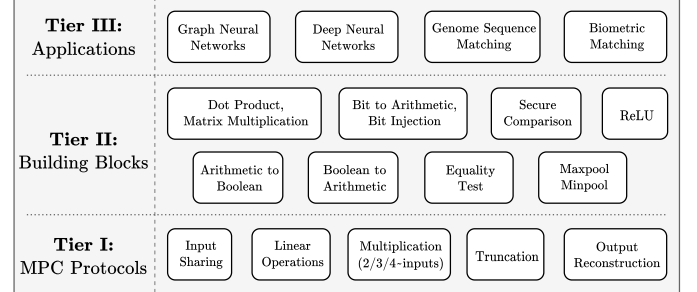 Tier III:
Applications
Graph Neural
Networks
Deep Neural
Networks
Genome Sequence
Matching
Biometric
Matching
Tier II:
Building Blocks
Dot Product,
Matrix Multiplication
Bit to Arithmetic,
Bit Injection
Secure
Comparison
ReLU
Arithmetic to
Boolean
Boolean to
Arithmetic
Equality
Test
Maxpool
Minpool
Tier I:
MPC Protocols
Input
Sharing
Linear
Operations
Multiplication
(2/3/4-inputs)
Truncation
Output
Reconstruction